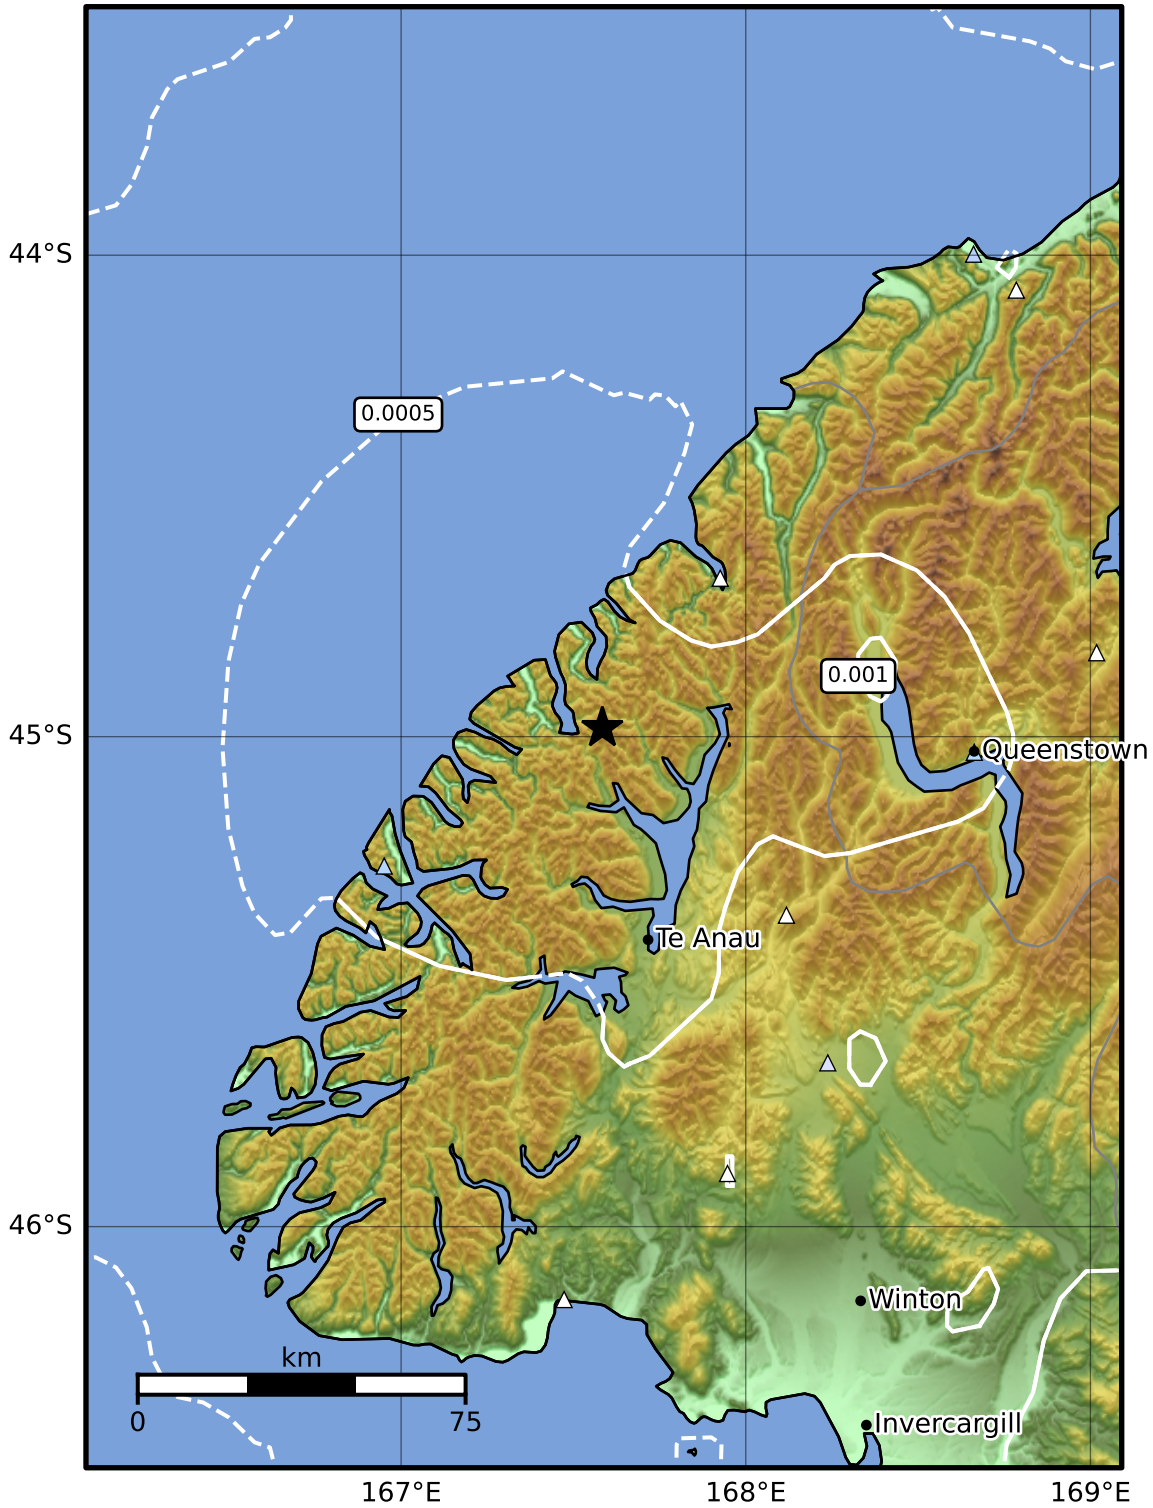 44°S
0.0005
0.001
45°S
Queenstown
Te Anau
46°S
Winton
km
0 75
Invercargill
167°E 168°E 169°E